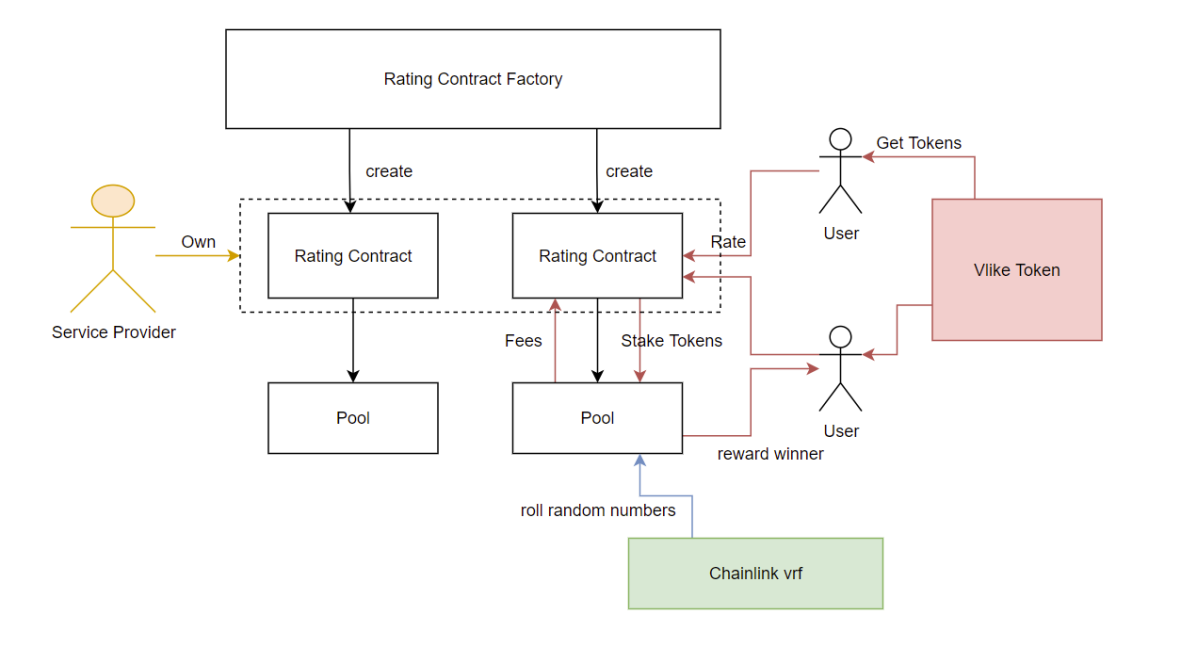 Rating Contract Factory
create
create
Get Tokens
User
Own
Rating Contract
Rating Contract
Rate
Vlike Token
Service Provider
Fees
Stake Tokens
Pool
Pool
User
reward winner
roll random numbers
Chainlink vrf